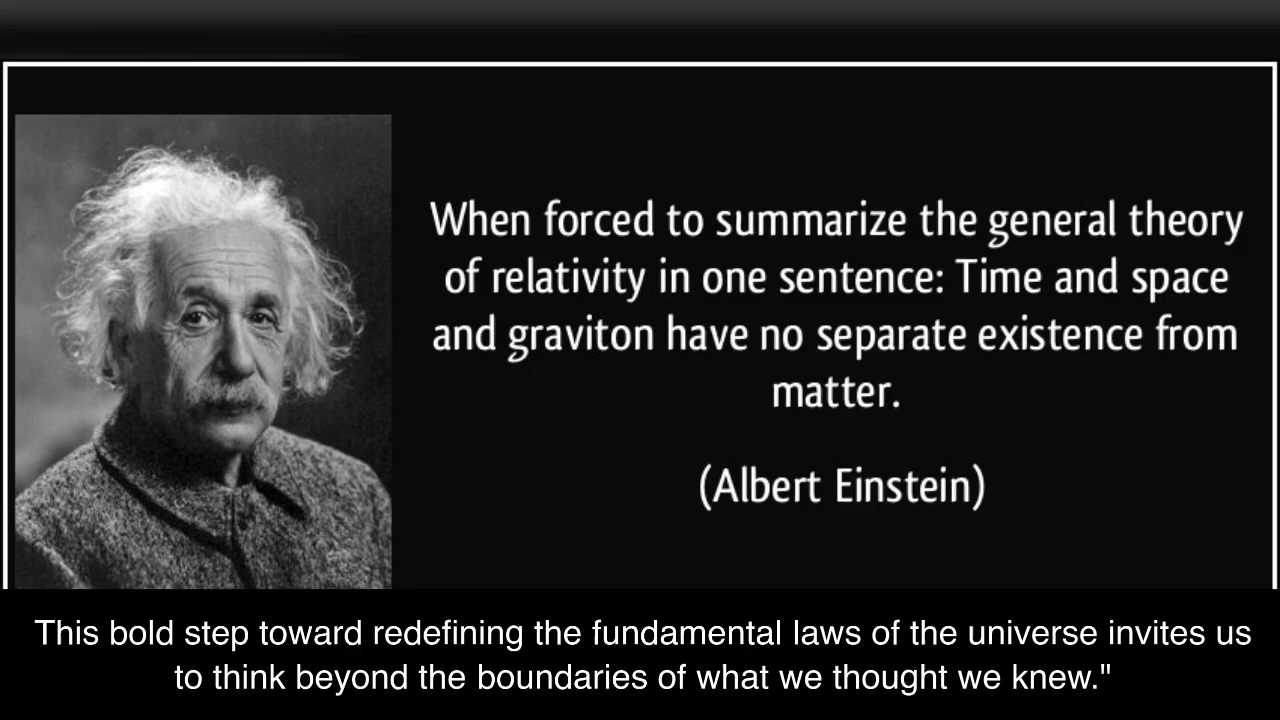 When forced to summarize the general theory
of relativity in one sentence: Time and space
and graviton have no separate existence from
matter.
(Albert Einstein)
This bold step toward redefining the fundamental laws of the universe invites us
to think beyond the boundaries of what we thought we knew."